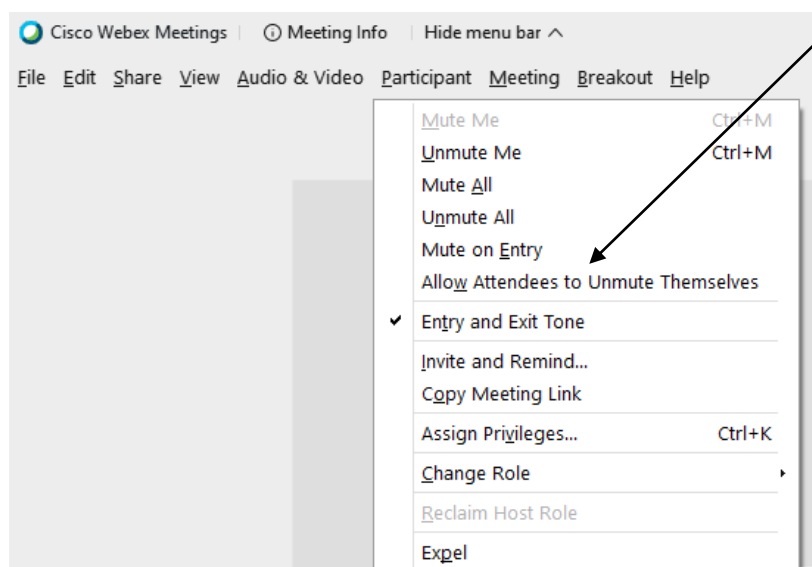 Cisco Webex Meetings Meeting Info Hide menu bar
File Edit Share View Audio & Video Participant Meeting Breakout Help
Mute Me Ctrl+M
Unmute Me Ctrl+M
Mute All
Unmute All
Mute on Entry
Allow Attendees to Unmute Themselves
Entry and Exit Tone
Invite and Remind...
Copy Meeting Link
Assign Privileges... Ctrl+K
Change Role
Reclaim Host Role
Expel